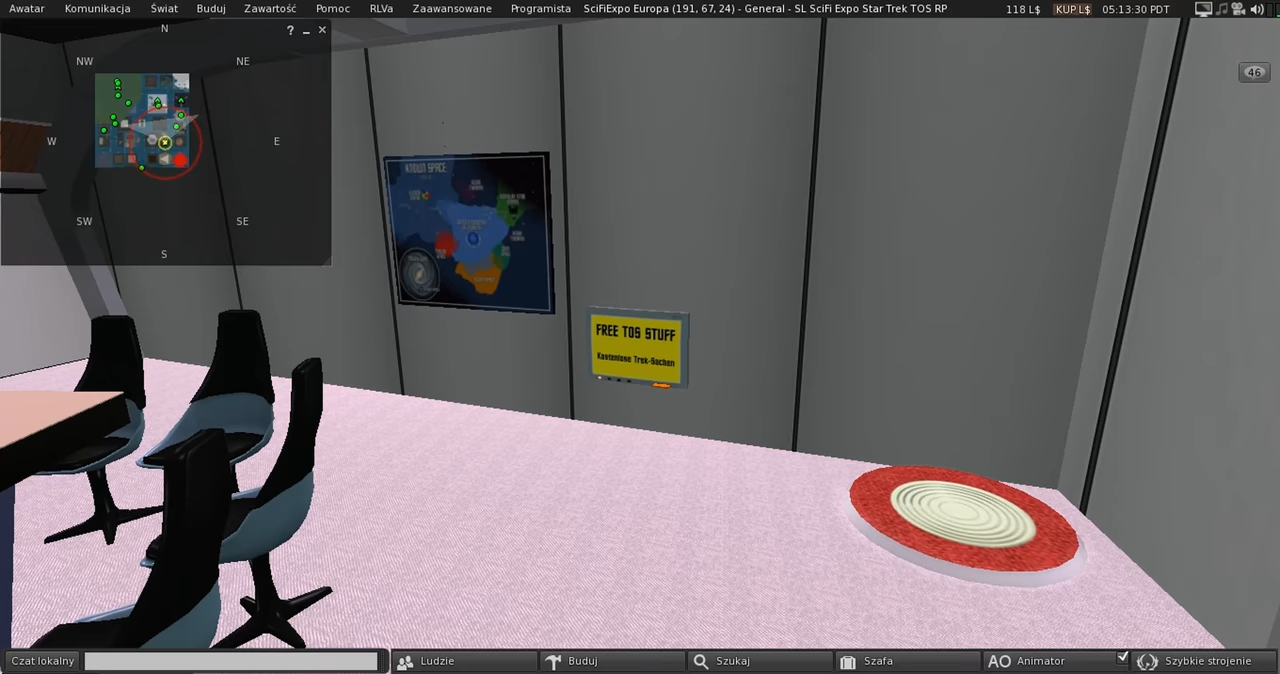 Awatar Komunikacja Świat Buduj Zawartość Pomoc RLVa Zaawansowane Programista SciFiExpo Europa (191, 67, 24) - General - SL SciFi Expo Star Trek TOS RP 118 L$ KUP L$ 05:13:30 PDT
? _ ×
N
NW NE
46
W E
SW SE
S
KNOWN SPACE
FREE TOS STUFF
Kostenlose Trek-Sachen
Czat lokalny Ludzie Buduj Szukaj Szafa AO Animator Szybkie strojenie